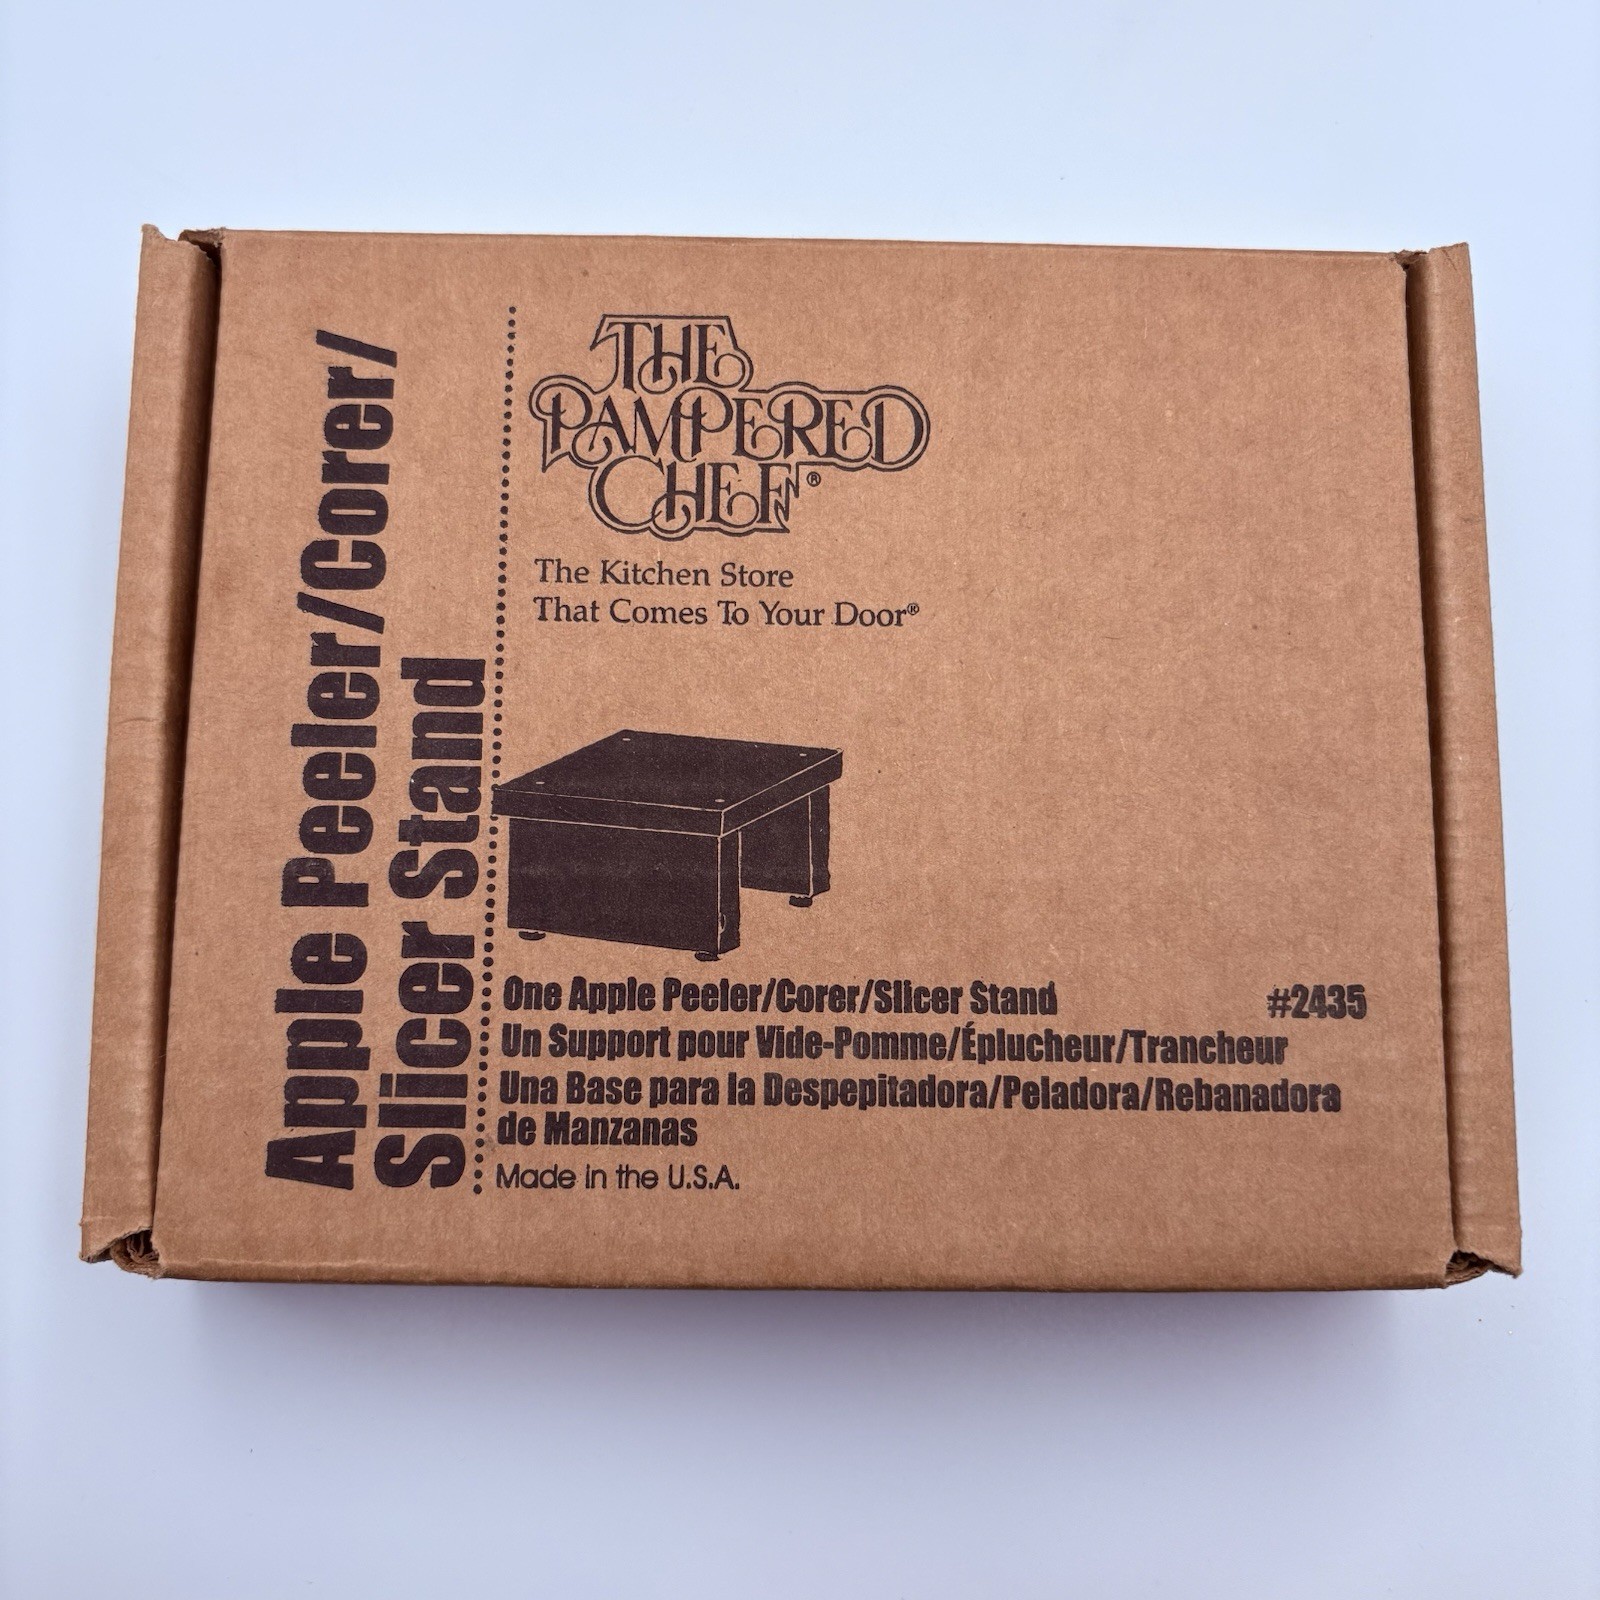 Apple Peeler/Corer/
Slicer Stand
THE
PAMPERED
CHEF®
The Kitchen Store
That Comes To Your Door®
One Apple Peeler/Corer/Slicer Stand #2435
Un Support pour Vide-Pomme/Éplucheur/Trancheur
Una Base para la Despepitadora/Peladora/Rebanadora
de Manzanas
Made in the U.S.A.